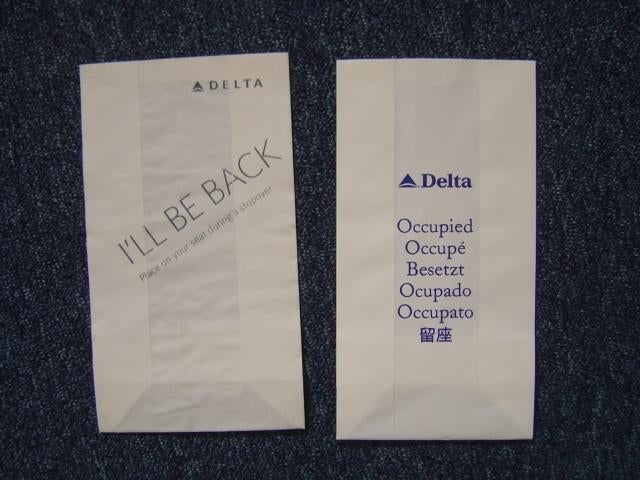 DELTA
I'LL BE BACK
Place on your seat during a stopover
Delta
Occupied
Occupé
Besetzt
Ocupado
Occupato
留座